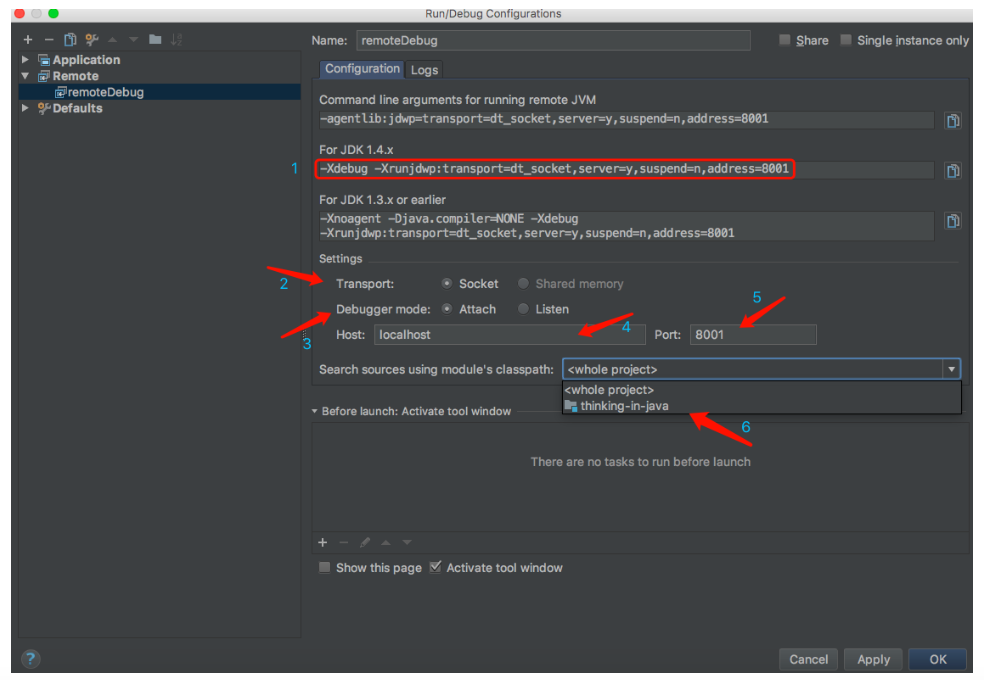 Run/Debug Configurations
Name: remoteDebug Share Single instance only
Application
Remote
remoteDebug
Defaults
Configuration Logs
Command line arguments for running remote JVM
-agentlib:jdwp=transport=dt_socket,server=y,suspend=n,address=8001
For JDK 1.4.x
1 -Xdebug -Xrunjdwp:transport=dt_socket,server=y,suspend=n,address=8001
For JDK 1.3.x or earlier
-Xnoagent -Djava.compiler=NONE -Xdebug
-Xrunjdwp:transport=dt_socket,server=y,suspend=n,address=8001
Settings
2 Transport: Socket Shared memory
5
Debugger mode: Attach Listen
3 Host: localhost 4 Port: 8001
Search sources using module's classpath: <whole project>
<whole project>
thinking-in-java
6
Before launch: Activate tool window
There are no tasks to run before launch
Show this page Activate tool window
? Cancel Apply OK